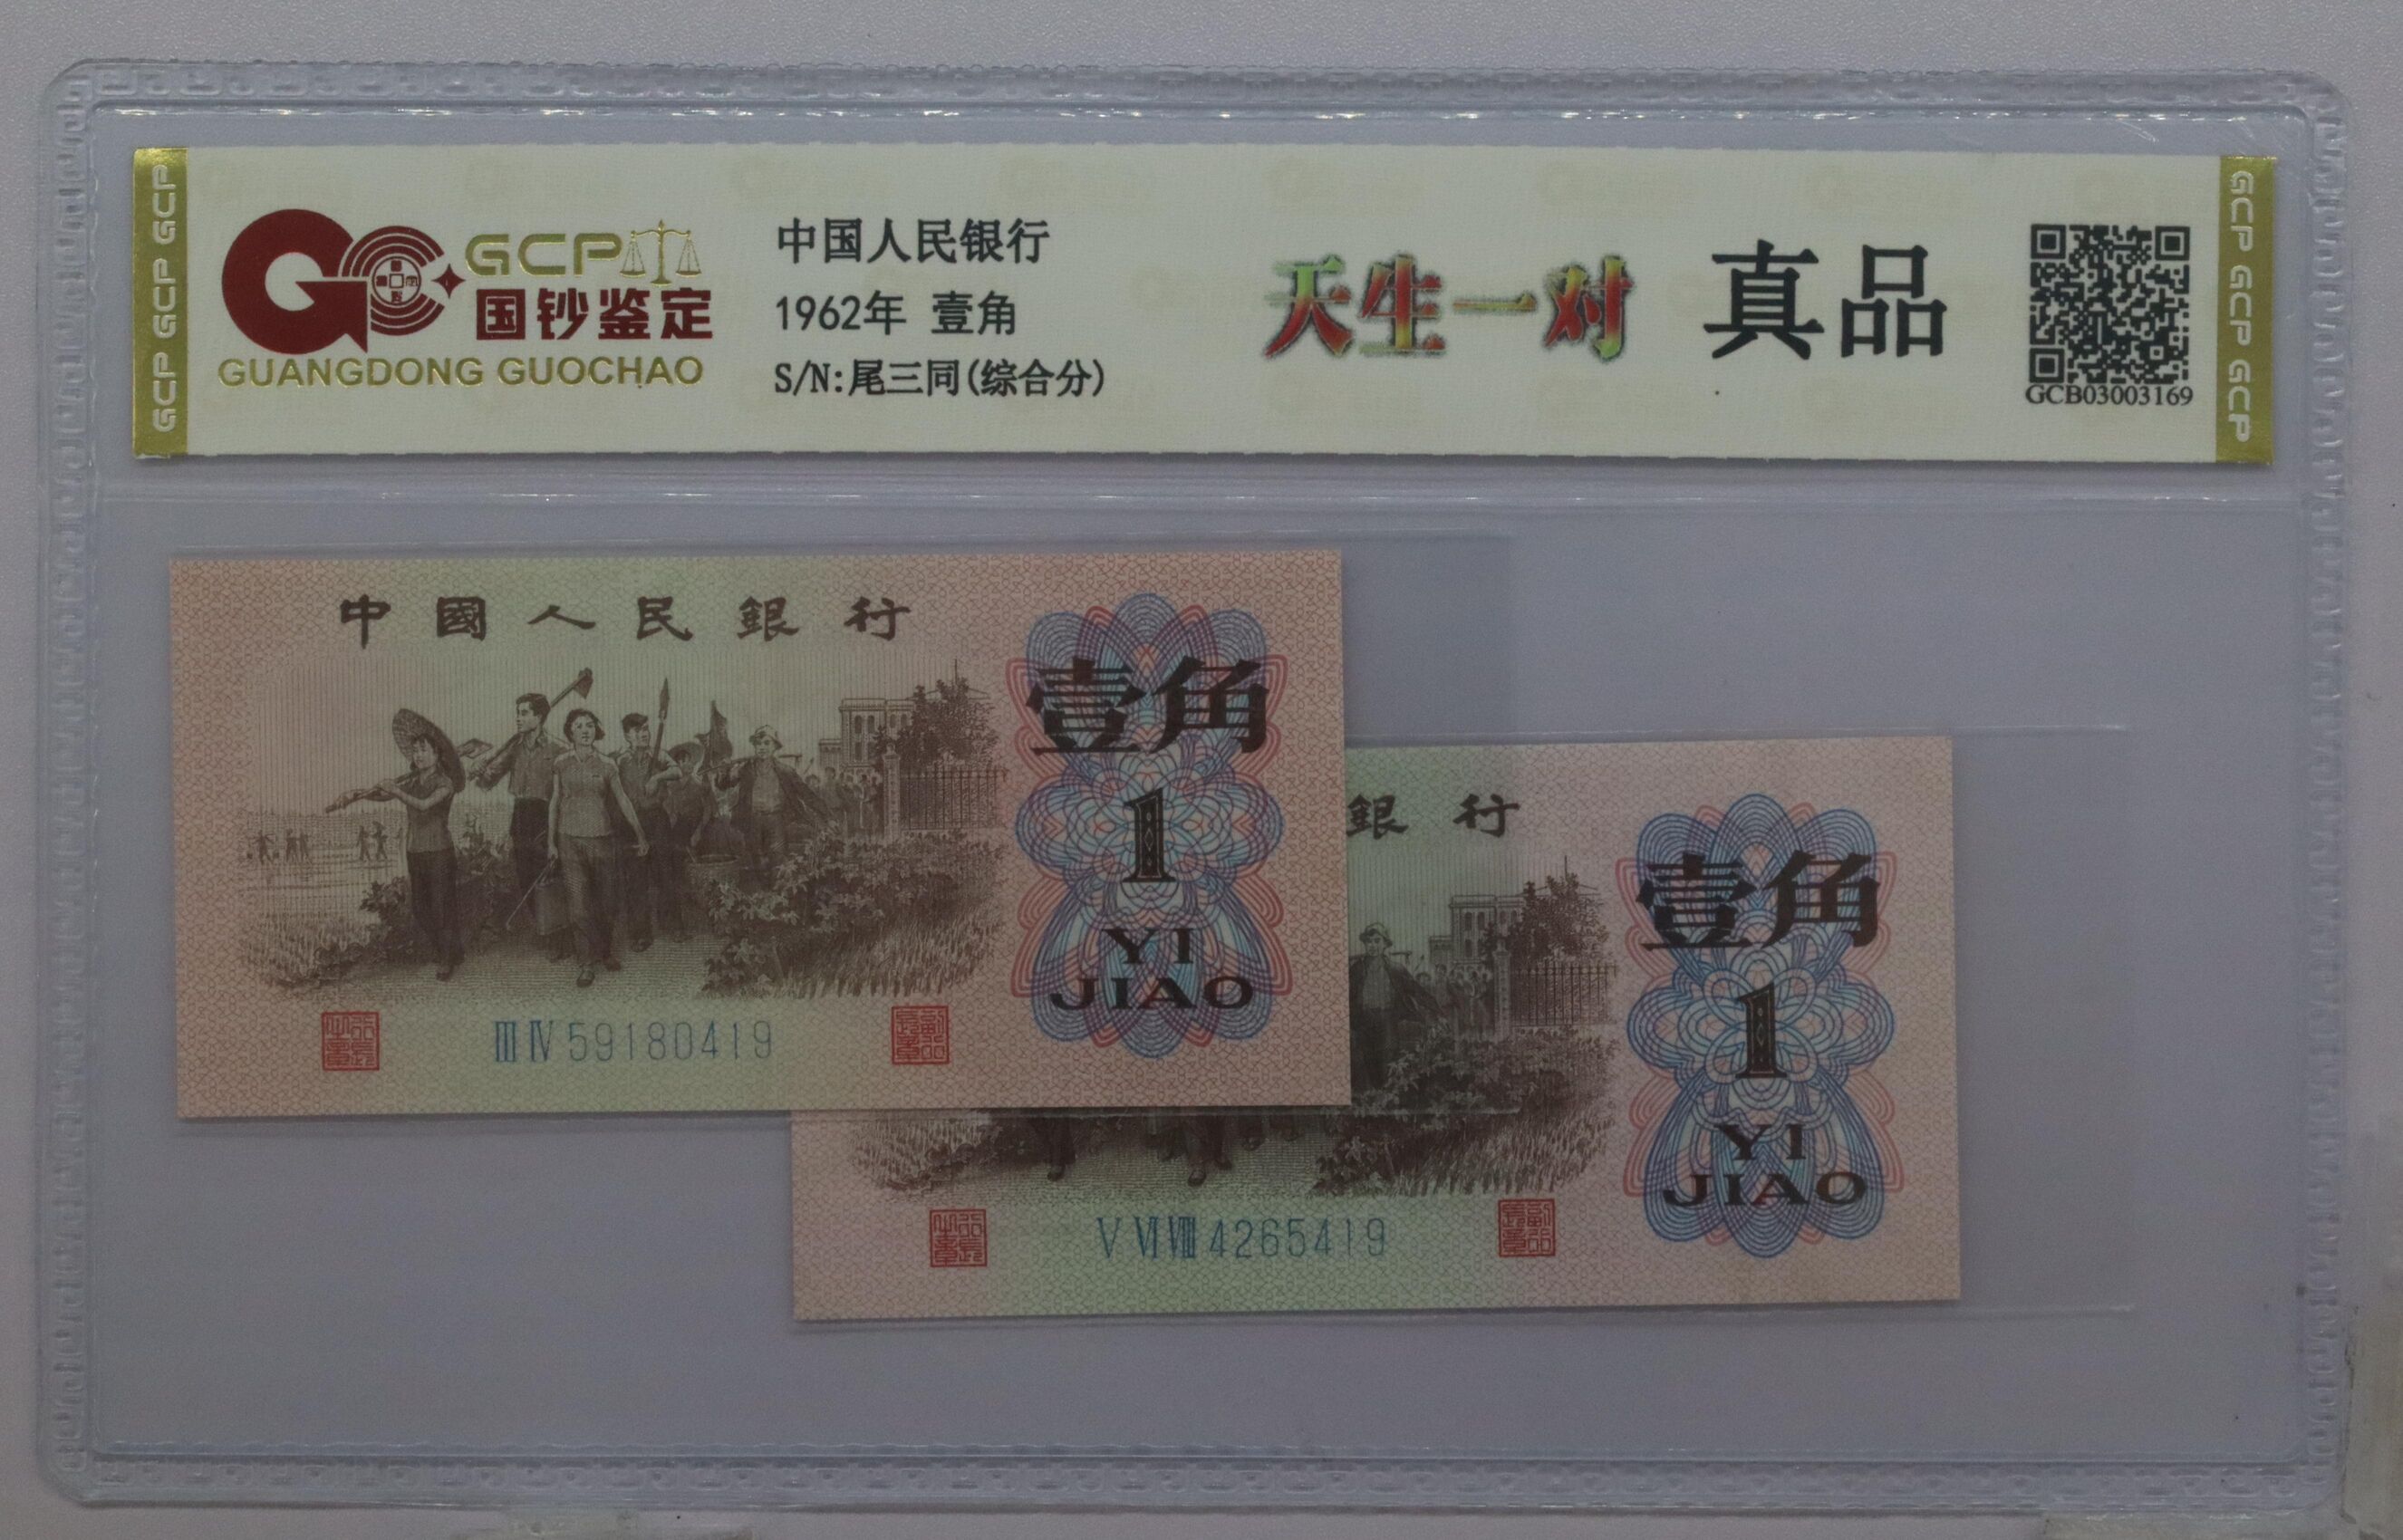 GCP GCP GCP
GCP
国钞鉴定
GUANGDONG GUOCHAO
中国人民银行
1962年 壹角
S/N:尾三同(综合分)
天生一对
真品
GCB03003169
GCP GCP GCP
中國人民銀行
壹角
1
YI
JIAO
ⅢⅣ59180419
銀行
壹角
1
YI
JIAO
ⅤⅥⅧ4265419